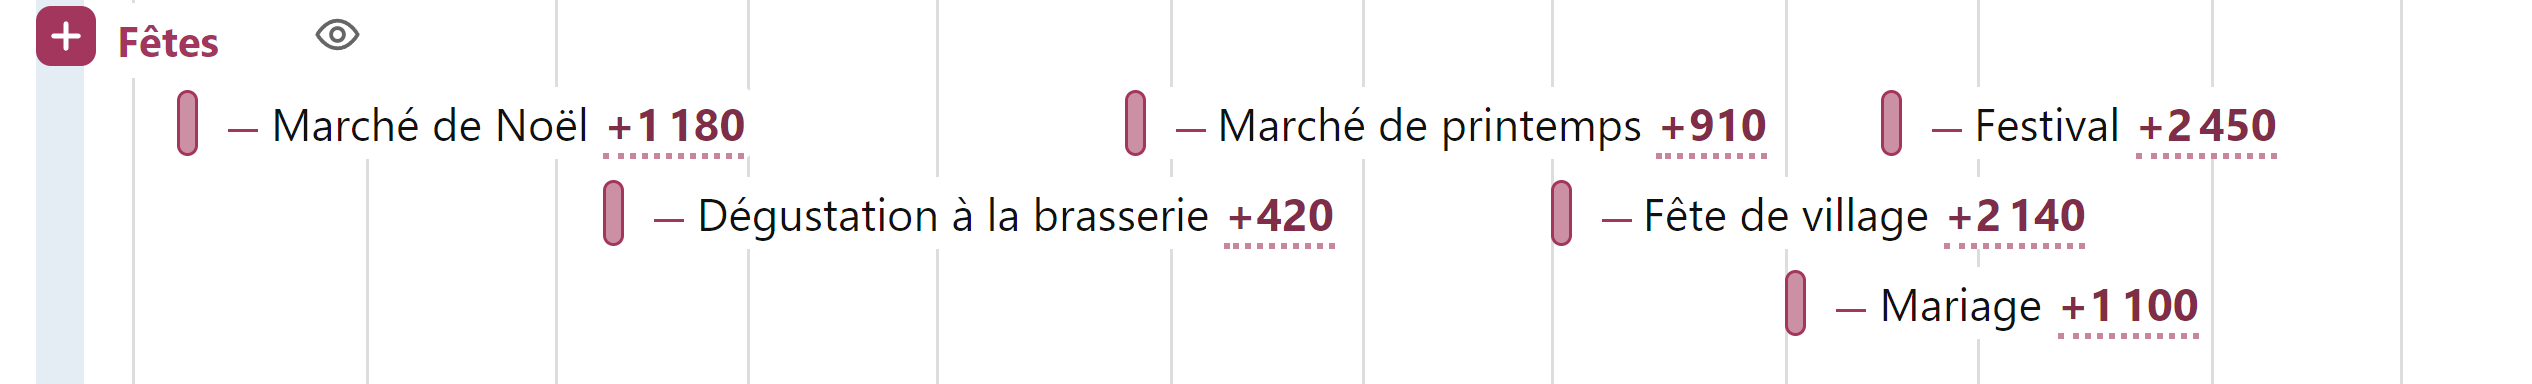 Fêtes
— Marché de Noël +1 180
— Marché de printemps +910
— Festival +2 450
— Dégustation à la brasserie +420
— Fête de village +2 140
— Mariage +1 100